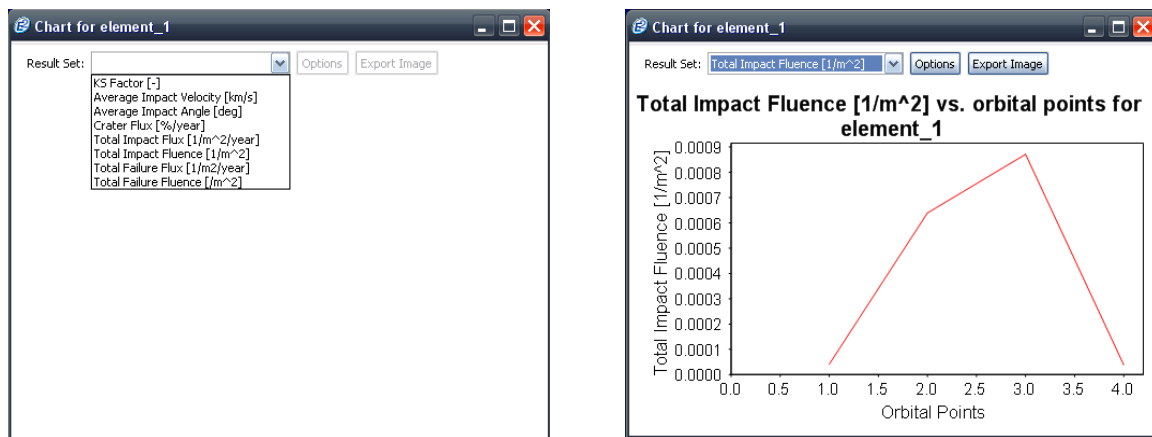 Chart for element_1
Result Set:
Options
Export Image
KS Factor [-]
Average Impact Velocity [km/s]
Average Impact Angle [deg]
Crater Flux [%/year]
Total Impact Flux [1/m^2/year]
Total Impact Fluence [1/m^2]
Total Failure Flux [1/m2/year]
Total Failure Fluence [/m^2]
Chart for element_1
Result Set: Total Impact Fluence [1/m^2]
Options
Export Image
Total Impact Fluence [1/m^2] vs. orbital points for
element_1
Total Impact Fluence [1/m^2]
0.0009
0.0008
0.0007
0.0006
0.0005
0.0004
0.0003
0.0002
0.0001
0.0000
0.0 0.5 1.0 1.5 2.0 2.5 3.0 3.5 4.0
Orbital Points